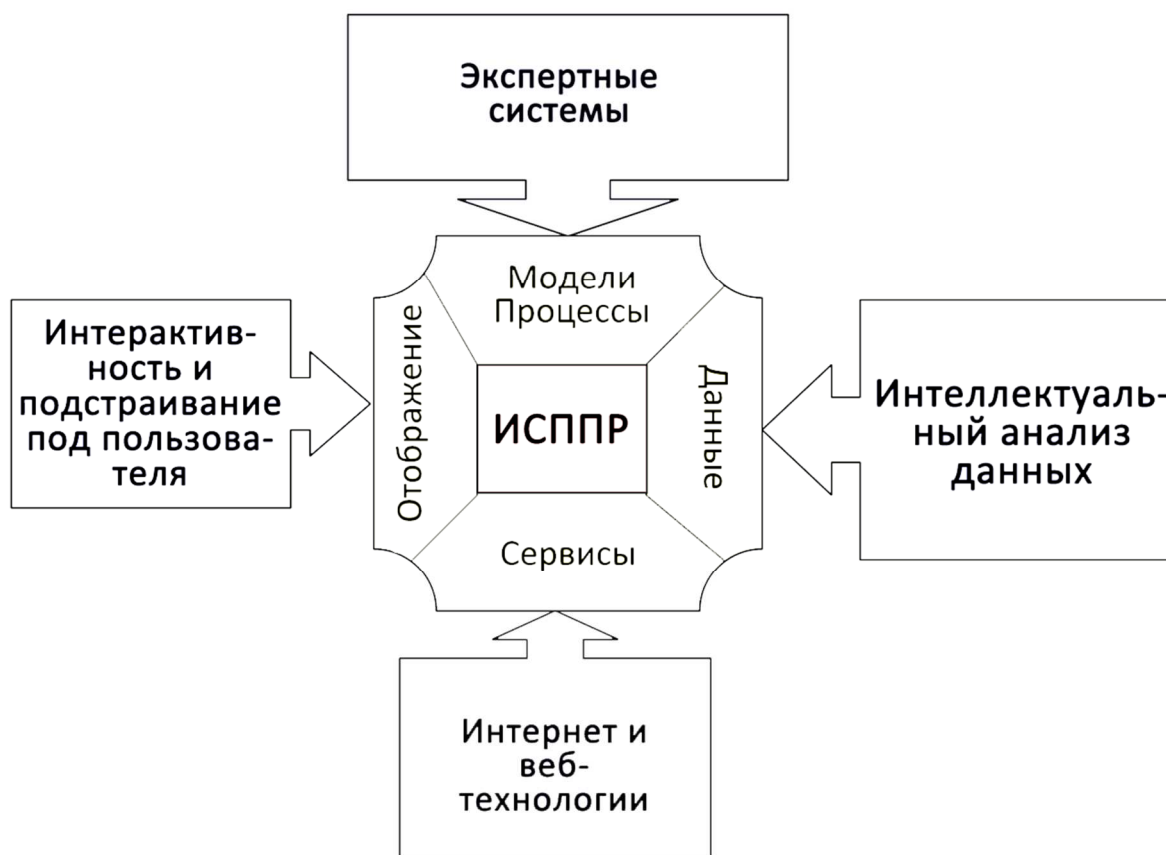 Экспертные
системы
Модели
Процессы
Интерактив-
ность и
подстраивание
под пользова-
теля
Отображение
ИСППР
Данные
Интеллектуаль-
ный анализ
данных
Сервисы
Интернет и
веб-
технологии